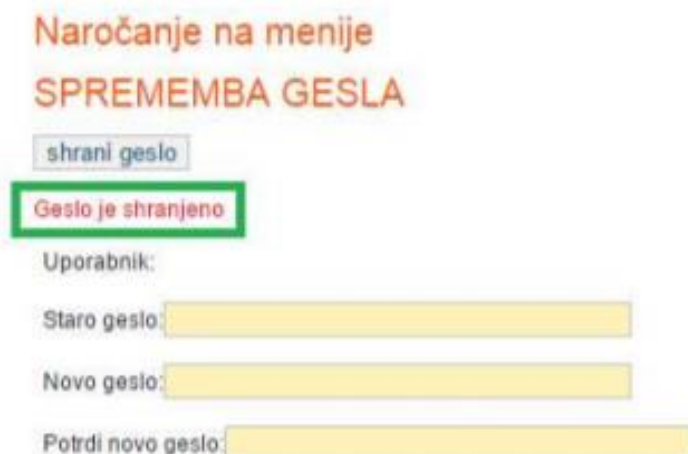 Naročanje na menije
SPREMEMBA GESLA
shrani geslo
Geslo je shranjeno
Uporabnik:
Staro geslo:
Novo geslo:
Potrdi novo geslo: